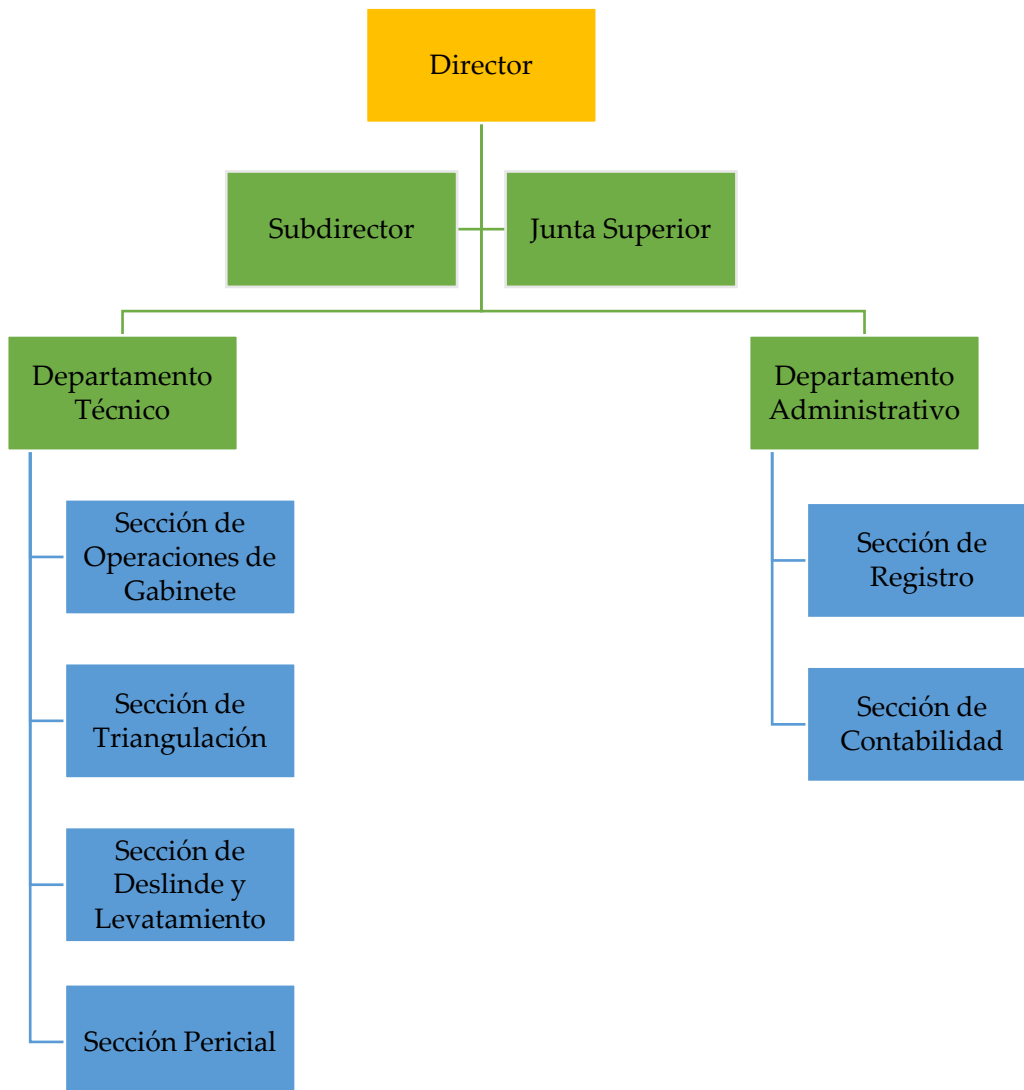 Director
Subdirector
Junta Superior
Departamento
Técnico
Departamento
Administrativo
Sección de
Operaciones de
Gabinete
Sección de
Triangulación
Sección de
Deslinde y
Levatamiento
Sección Pericial
Sección de
Registro
Sección de
Contabilidad